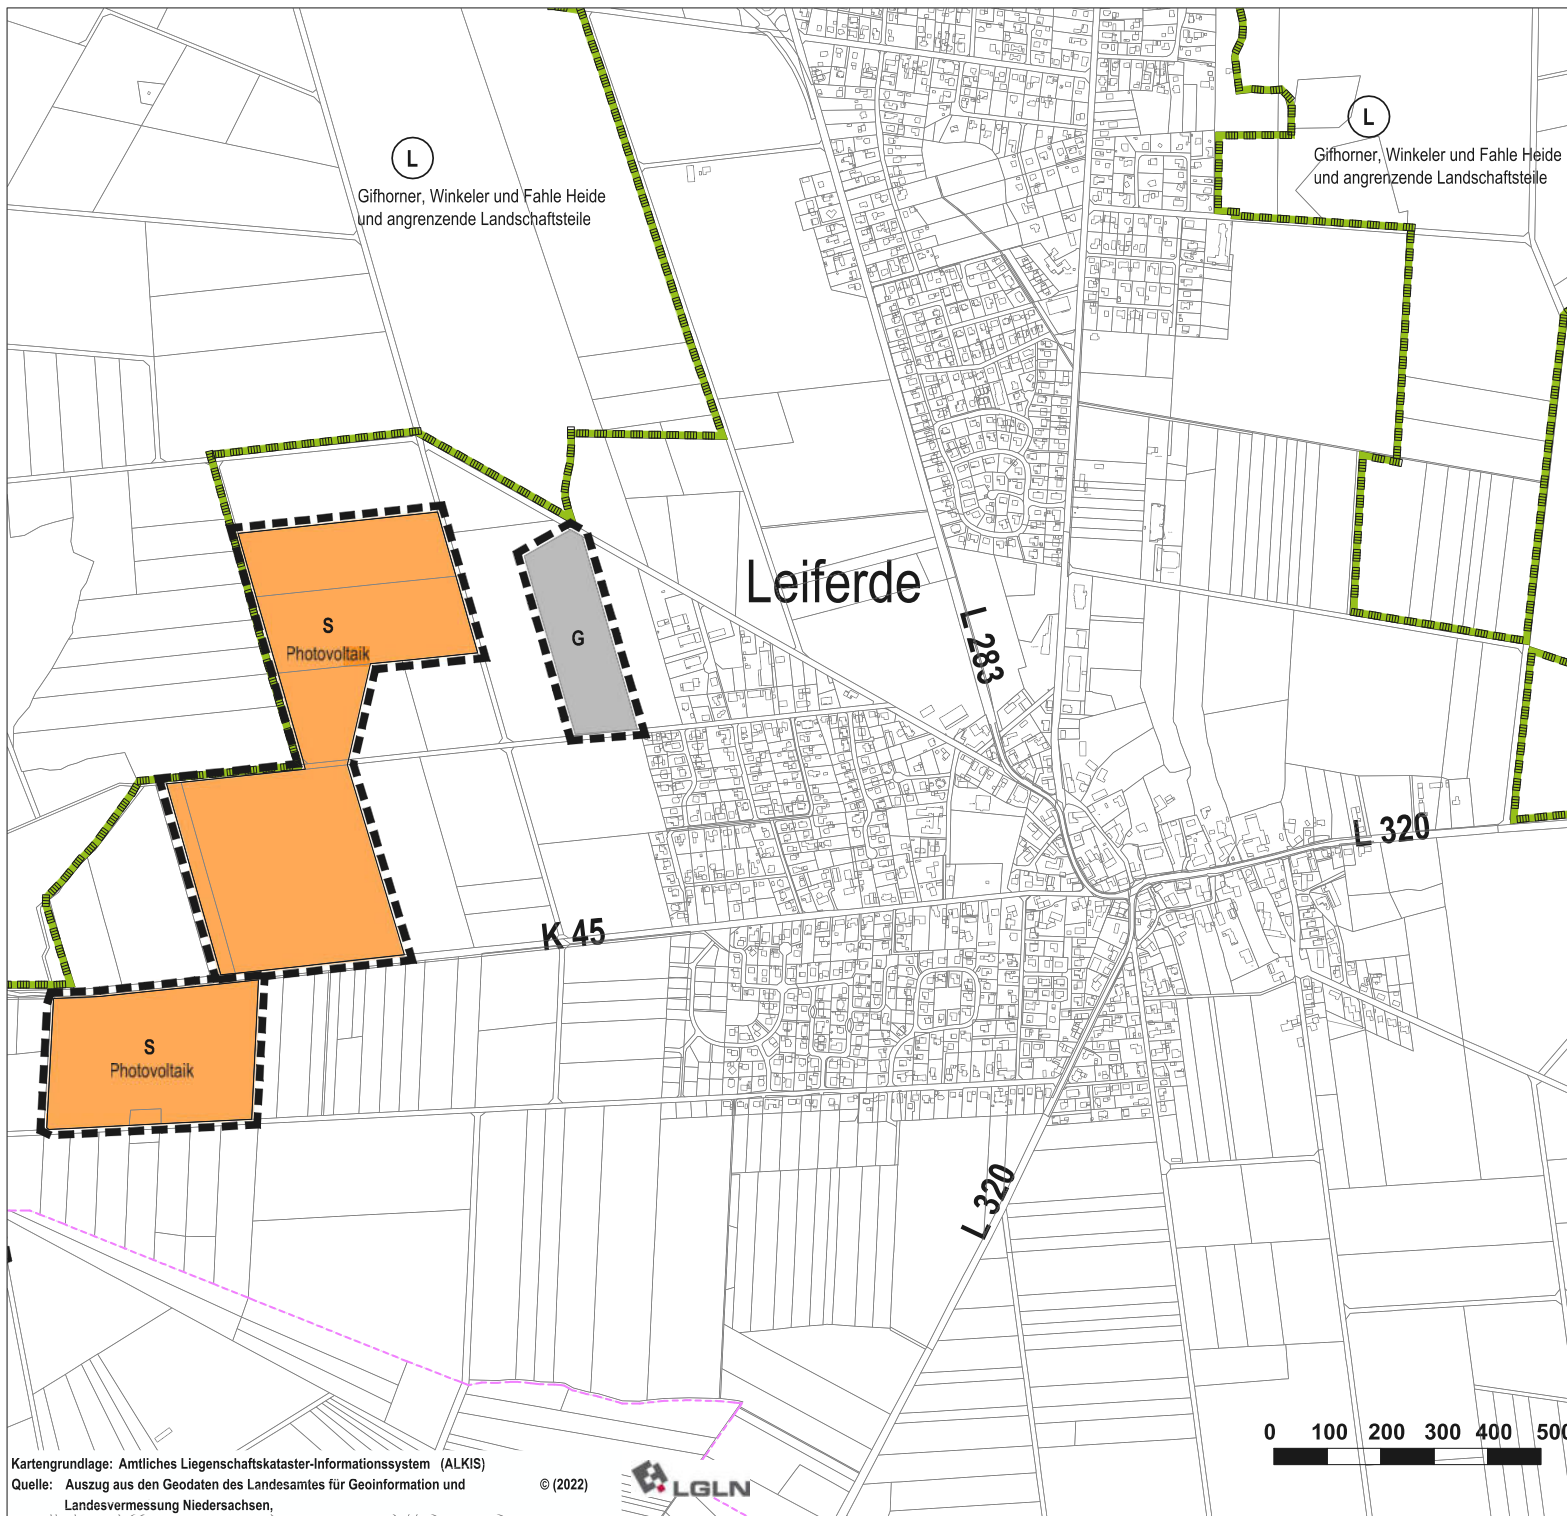 L
Gifhorner, Winkeler und Fahle Heide
und angrenzende Landschaftsteile
L
Gifhorner, Winkeler und Fahle Heide
und angrenzende Landschaftsteile
Leiferde
L 283
S
Photovoltaik
G
L 320
K 45
S
Photovoltaik
L 320
0 100 200 300 400 500
Kartengrundlage: Amtliches Liegenschaftskataster-Informationssystem (ALKIS)
Quelle: Auszug aus den Geodaten des Landesamtes für Geoinformation und © (2022)
Landesvermessung Niedersachsen,
LGLN